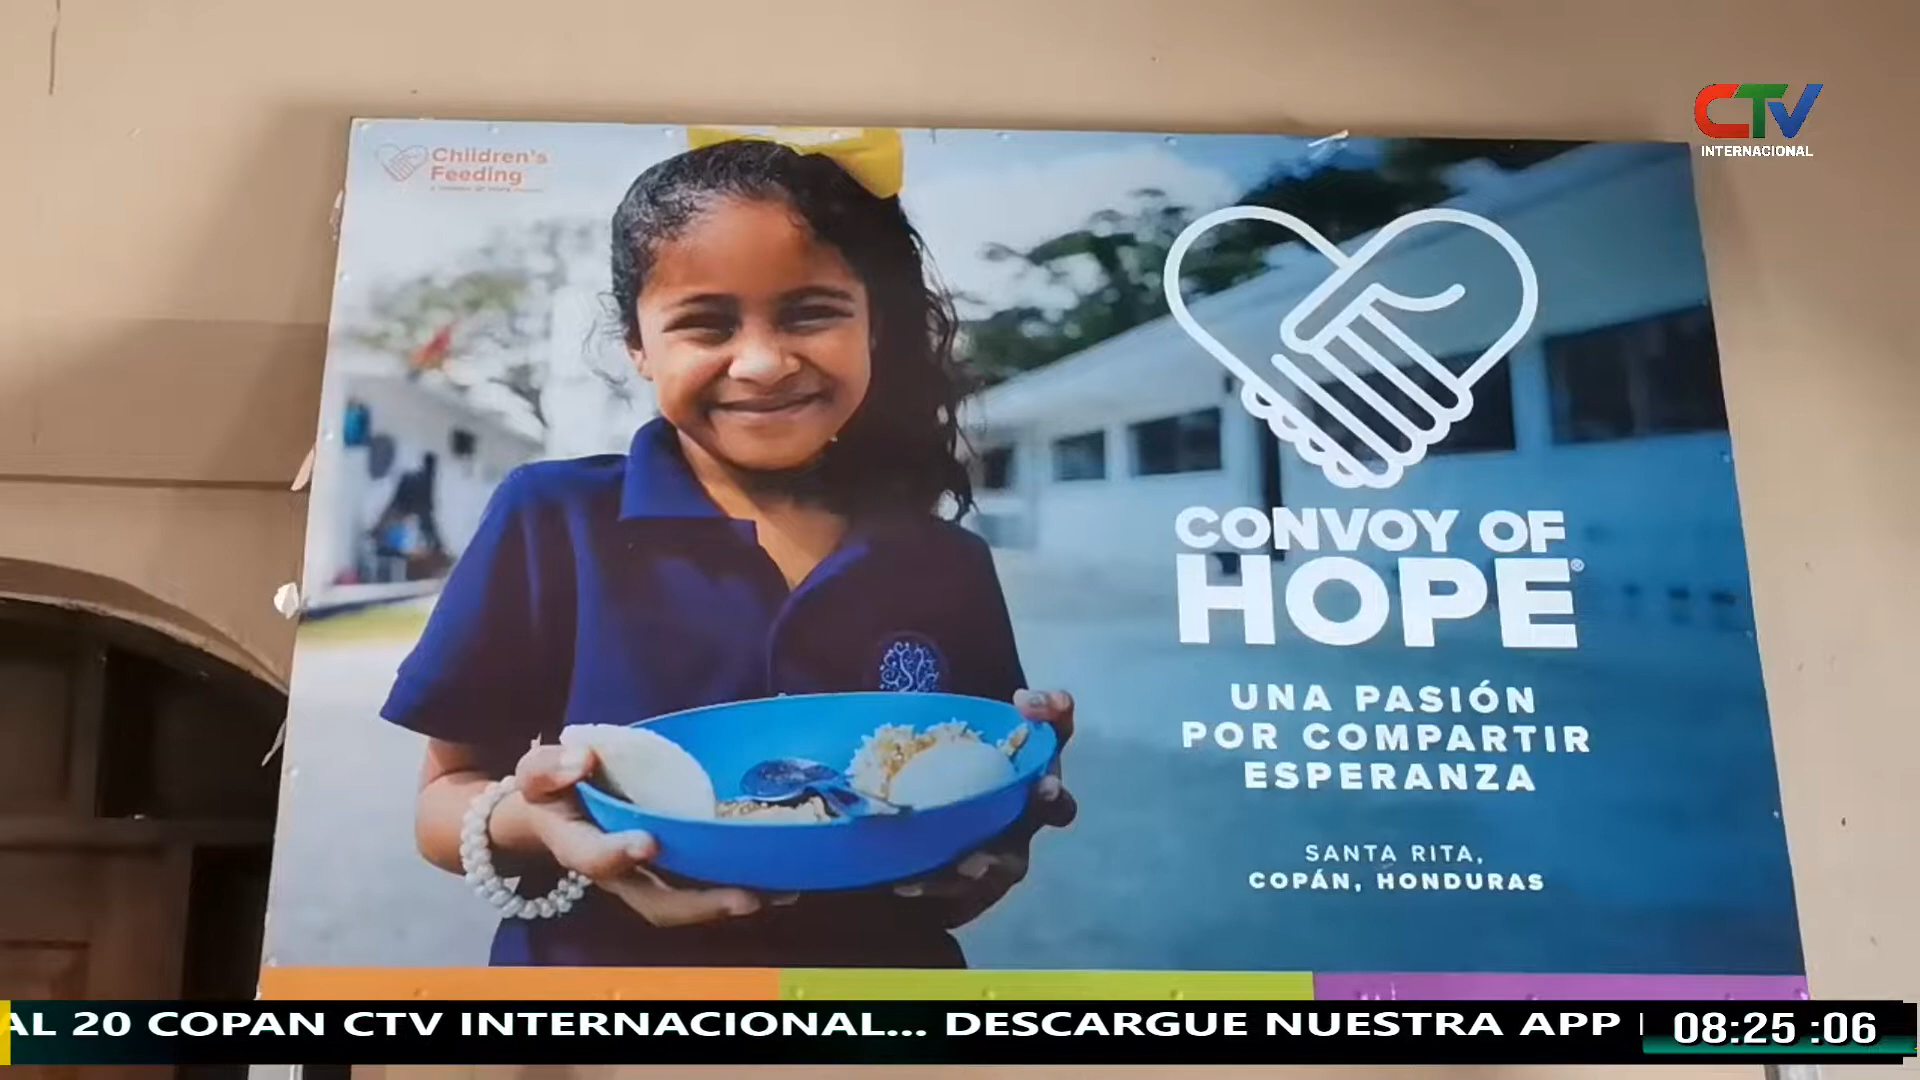 CTV
INTERNACIONAL
Children's
Feeding
CONVOY OF
HOPE®
UNA PASIÓN
POR COMPARTIR
ESPERANZA
SANTA RITA,
COPÁN, HONDURAS
AL 20 COPAN CTV INTERNACIONAL... DESCARGUE NUESTRA APP
08:25 :06